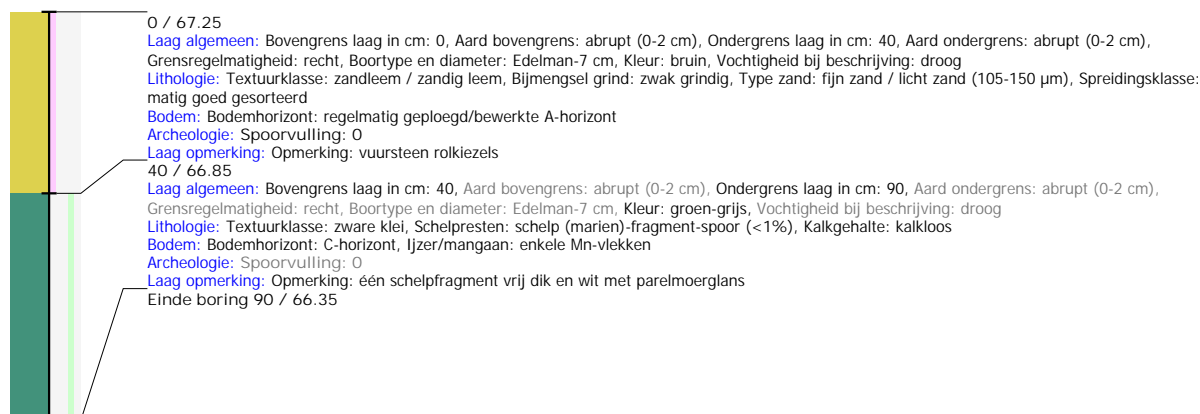 0 / 67.25
Laag algemeen: Bovengrens laag in cm: 0, Aard bovengrens: abrupt (0-2 cm), Ondergrens laag in cm: 40, Aard ondergrens: abrupt (0-2 cm),
Grensregelmatigheid: recht, Boortype en diameter: Edelman-7 cm, Kleur: bruin, Vochtigheid bij beschrijving: droog
Lithologie: Textuurklasse: zandleem / zandig leem, Bijmengsel grind: zwak grindig, Type zand: fijn zand / licht zand (105-150 µm), Spreidingsklasse:
matig goed gesorteerd
Bodem: Bodemhorizont: regelmatig geploegd/bewerkte A-horizont
Archeologie: Spoorvulling: 0
Laag opmerking: Opmerking: vuursteen rolkiezels
40 / 66.85
Laag algemeen: Bovengrens laag in cm: 40, Aard bovengrens: abrupt (0-2 cm), Ondergrens laag in cm: 90, Aard ondergrens: abrupt (0-2 cm),
Grensregelmatigheid: recht, Boortype en diameter: Edelman-7 cm, Kleur: groen-grijs, Vochtigheid bij beschrijving: droog
Lithologie: Textuurklasse: zware klei, Schelpresten: schelp (marien)-fragment-spoor (<1%), Kalkgehalte: kalkloos
Bodem: Bodemhorizont: C-horizont, Ijzer/mangaan: enkele Mn-vlekken
Archeologie: Spoorvulling: 0
Laag opmerking: Opmerking: één schelpfragment vrij dik en wit met parelmoerglans
Einde boring 90 / 66.35